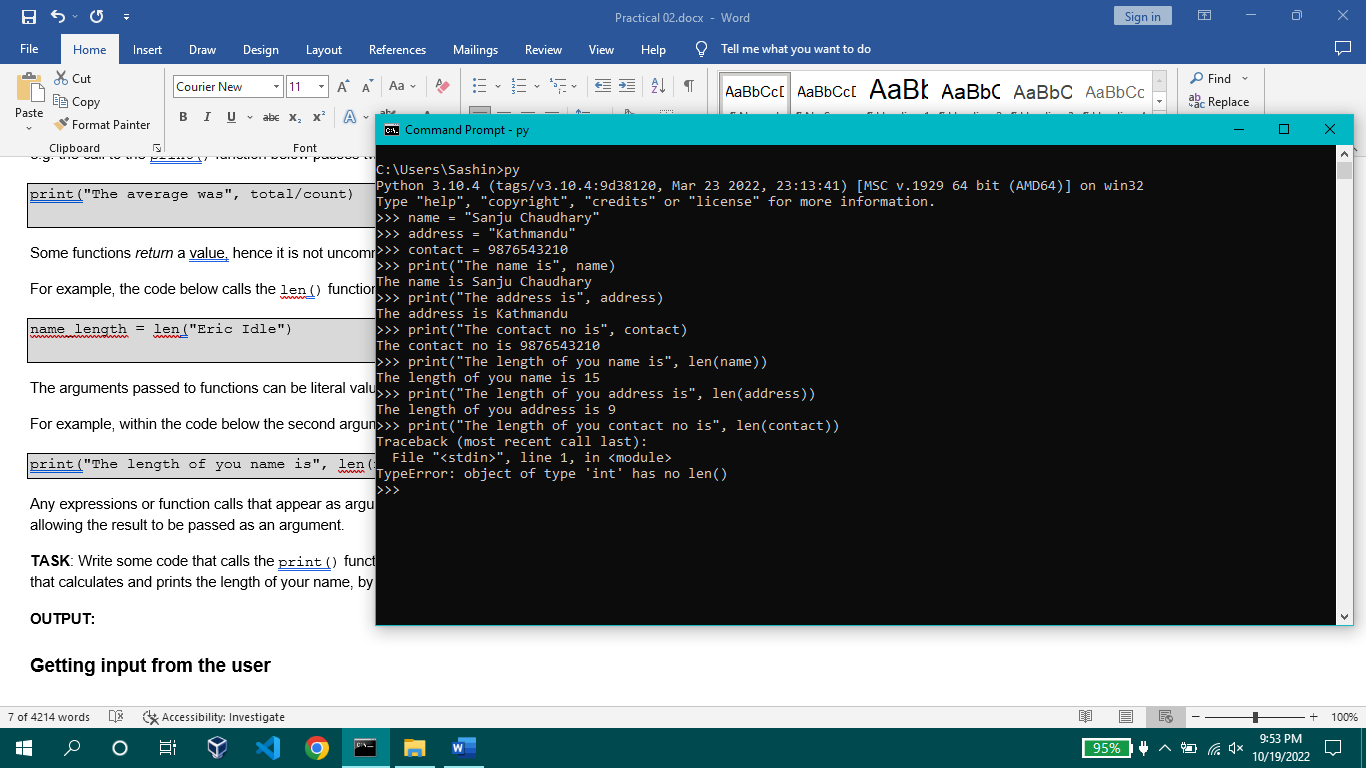 Practical 02.docx - Word
Sign in
File Home Insert Draw Design Layout References Mailings Review View Help Tell me what you want to do
Paste
Cut
Copy
Format Painter
Clipboard
Courier New 11
Aa
B I U abc x₂ x² A
Font
AaBbCcI AaBbCcI AaBb AaBbC AaBbC AaBbCc
Find
Replace
print("The average was", total/count)
Some functions return a value, hence it is not uncomm
For example, the code below calls the len() function
name_length = len("Eric Idle")
The arguments passed to functions can be literal valu
For example, within the code below the second argum
print("The length of you name is", len(
Any expressions or function calls that appear as argu
allowing the result to be passed as an argument.
TASK: Write some code that calls the print() funct
that calculates and prints the length of your name, by
OUTPUT:
Getting input from the user
Command Prompt - py
C:\Users\Sashin>py
Python 3.10.4 (tags/v3.10.4:9d38120, Mar 23 2022, 23:13:41) [MSC v.1929 64 bit (AMD64)] on win32
Type "help", "copyright", "credits" or "license" for more information.
>>> name = "Sanju Chaudhary"
>>> address = "Kathmandu"
>>> contact = 9876543210
>>> print("The name is", name)
The name is Sanju Chaudhary
>>> print("The address is", address)
The address is Kathmandu
>>> print("The contact no is", contact)
The contact no is 9876543210
>>> print("The length of you name is", len(name))
The length of you name is 15
>>> print("The length of you address is", len(address))
The length of you address is 9
>>> print("The length of you contact no is", len(contact))
Traceback (most recent call last):
  File "<stdin>", line 1, in <module>
TypeError: object of type 'int' has no len()
>>>
7 of 4214 words Accessibility: Investigate 100%
95%
9:53 PM
10/19/2022